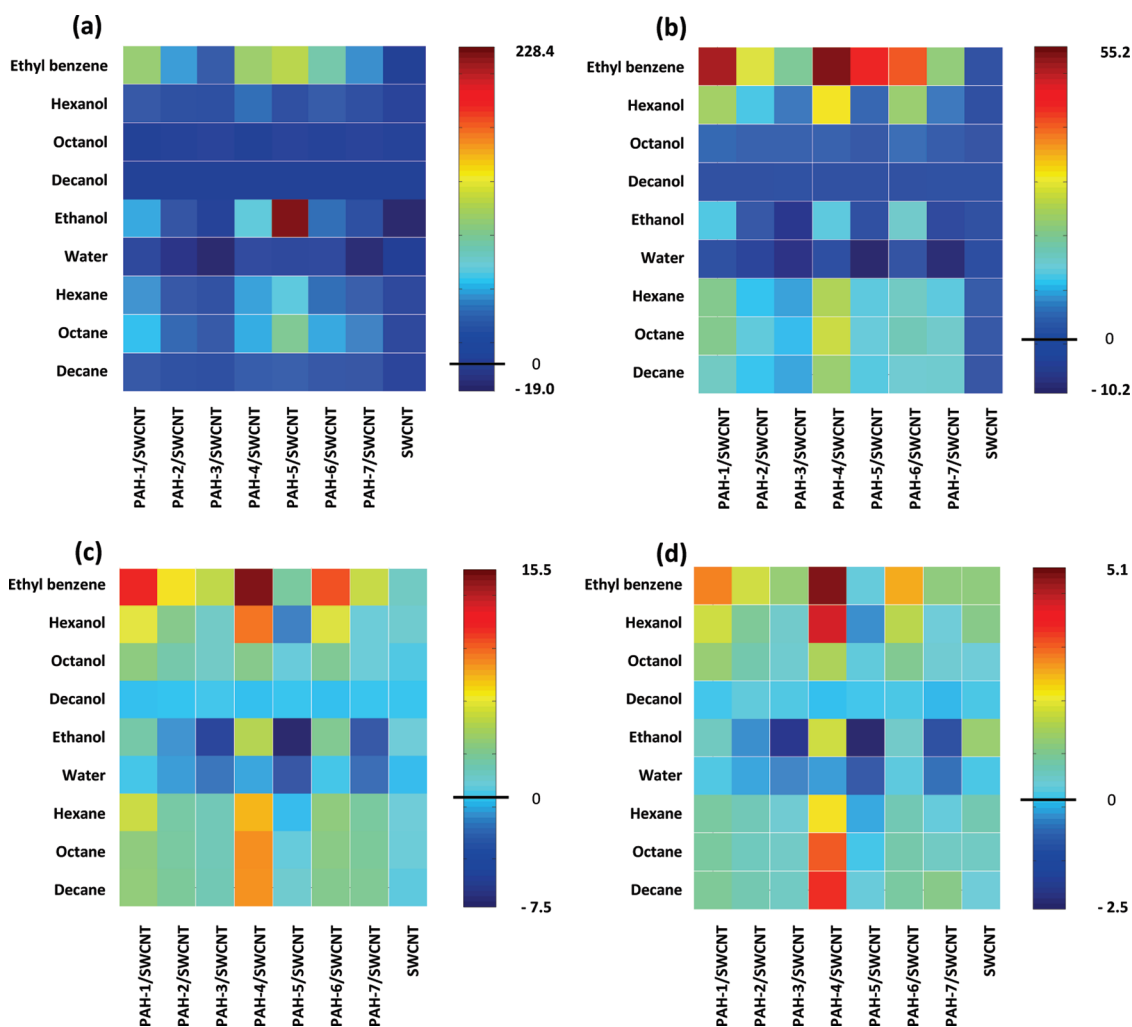 (a)
Ethyl benzene
Hexanol
Octanol
Decanol
Ethanol
Water
Hexane
Octane
Decane
228.4
0
- 19.0
PAH-1/SWCNT
PAH-2/SWCNT
PAH-3/SWCNT
PAH-4/SWCNT
PAH-5/SWCNT
PAH-6/SWCNT
PAH-7/SWCNT
SWCNT
(b)
Ethyl benzene
Hexanol
Octanol
Decanol
Ethanol
Water
Hexane
Octane
Decane
55.2
0
- 10.2
PAH-1/SWCNT
PAH-2/SWCNT
PAH-3/SWCNT
PAH-4/SWCNT
PAH-5/SWCNT
PAH-6/SWCNT
PAH-7/SWCNT
SWCNT
(c)
Ethyl benzene
Hexanol
Octanol
Decanol
Ethanol
Water
Hexane
Octane
Decane
15.5
0
- 7.5
PAH-1/SWCNT
PAH-2/SWCNT
PAH-3/SWCNT
PAH-4/SWCNT
PAH-5/SWCNT
PAH-6/SWCNT
PAH-7/SWCNT
SWCNT
(d)
Ethyl benzene
Hexanol
Octanol
Decanol
Ethanol
Water
Hexane
Octane
Decane
5.1
0
- 2.5
PAH-1/SWCNT
PAH-2/SWCNT
PAH-3/SWCNT
PAH-4/SWCNT
PAH-5/SWCNT
PAH-6/SWCNT
PAH-7/SWCNT
SWCNT